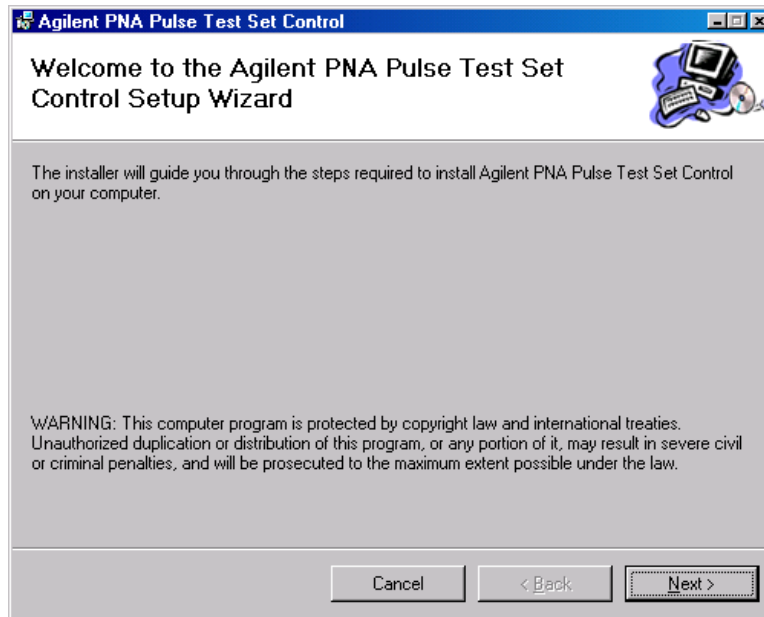 Agilent PNA Pulse Test Set Control
Welcome to the Agilent PNA Pulse Test Set
Control Setup Wizard
The installer will guide you through the steps required to install Agilent PNA Pulse Test Set Control
on your computer.
WARNING: This computer program is protected by copyright law and international treaties.
Unauthorized duplication or distribution of this program, or any portion of it, may result in severe civil
or criminal penalties, and will be prosecuted to the maximum extent possible under the law.
Cancel
< Back
Next >